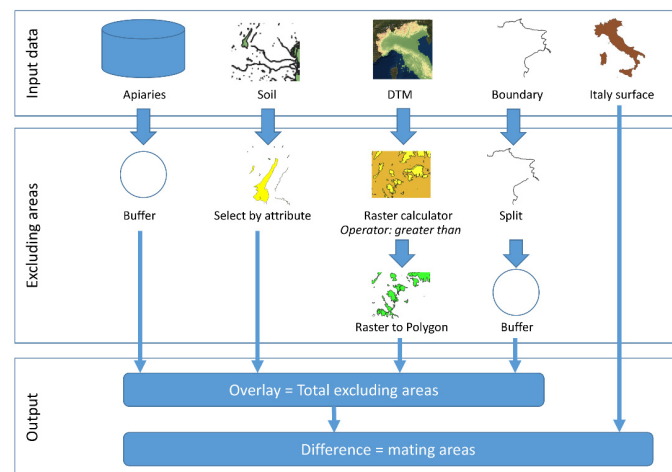 Input data
Apiaries
Soil
DTM
Boundary
Italy surface
Excluding areas
Buffer
Select by attribute
Raster calculator
Operator: greater than
Split
Raster to Polygon
Buffer
Output
Overlay = Total excluding areas
Difference = mating areas